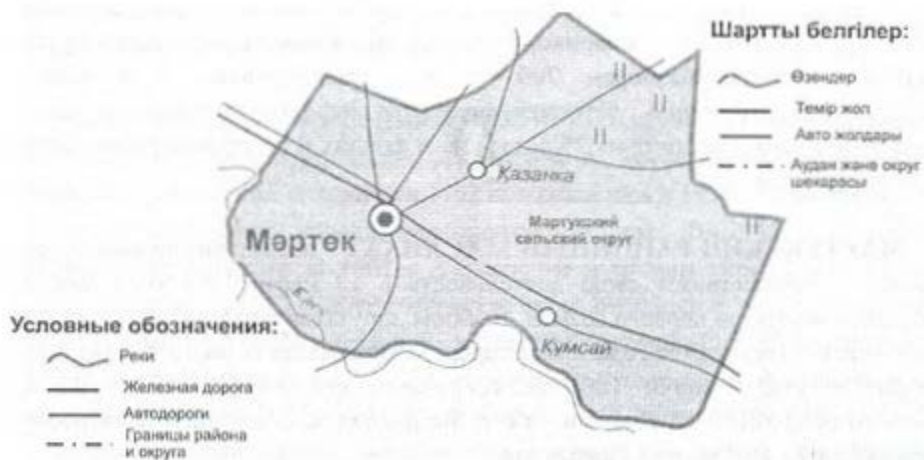 Шартты белгілер:
Өзендер
Темір жол
Авто жолдары
Аудан және округ
шекарасы
Қазанка
Мартукский
сельский округ
Мәртөк
Кумсай
Условные обозначения:
Реки
Железная дорога
Автодороги
Границы района
и округа